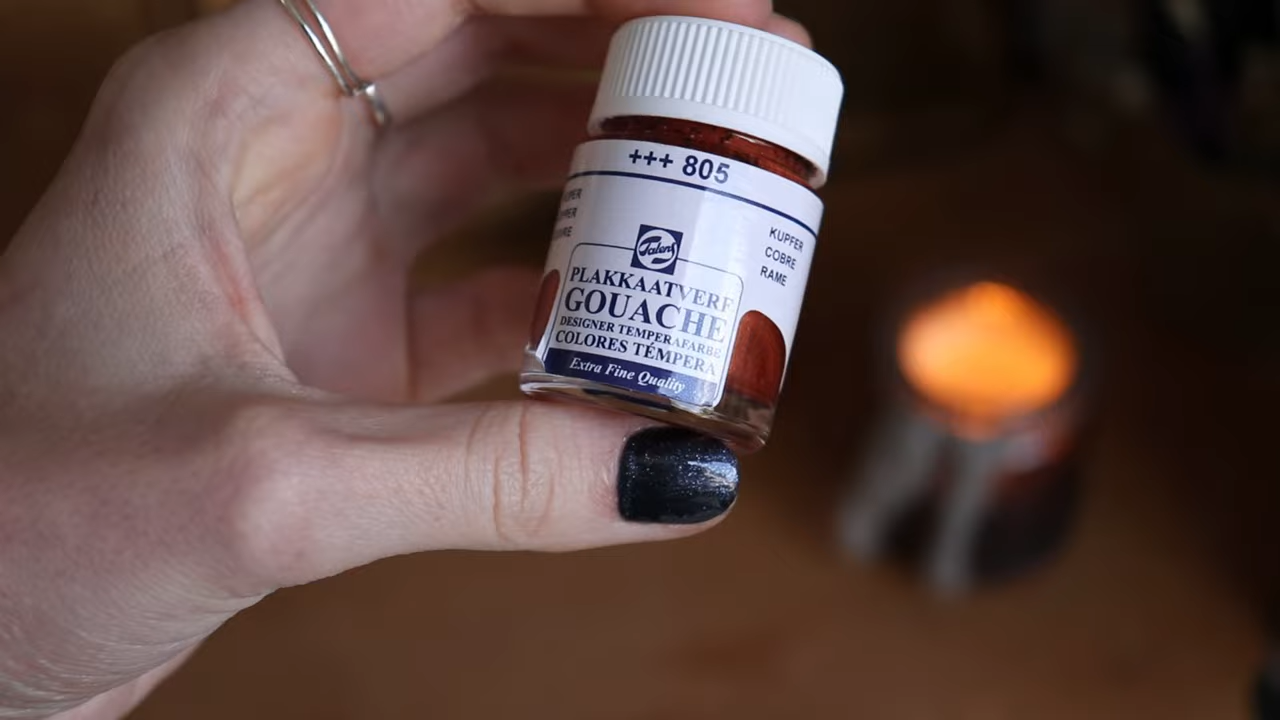 +++ 805
KUPFER
COBRE
RAME
Talens
PLAKKAATVERF
GOUACHE
DESIGNER TEMPERAFARBE
COLORES TÉMPERA
Extra Fine Quality